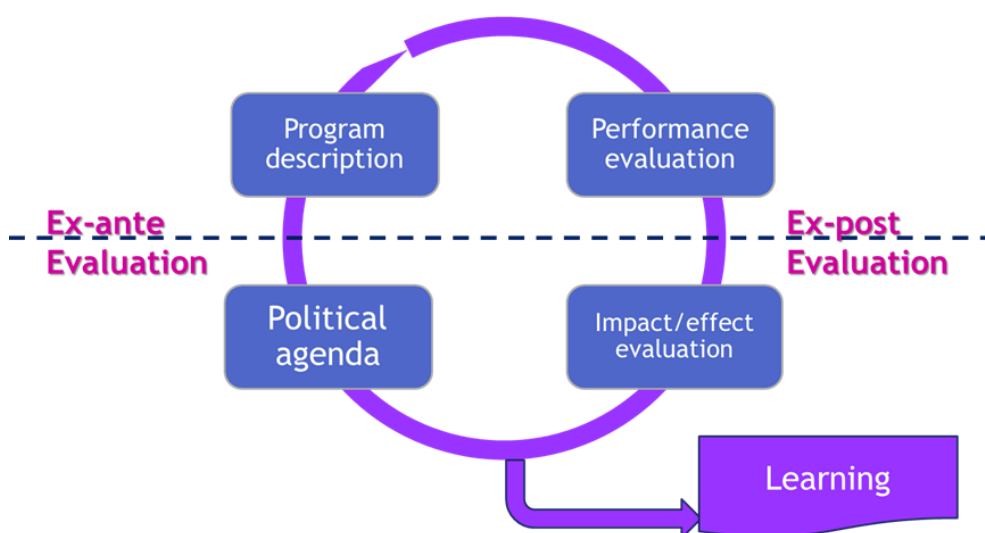 Program
description
Performance
evaluation
Ex-ante
Evaluation
Ex-post
Evaluation
Political
agenda
Impact/effect
evaluation
Learning